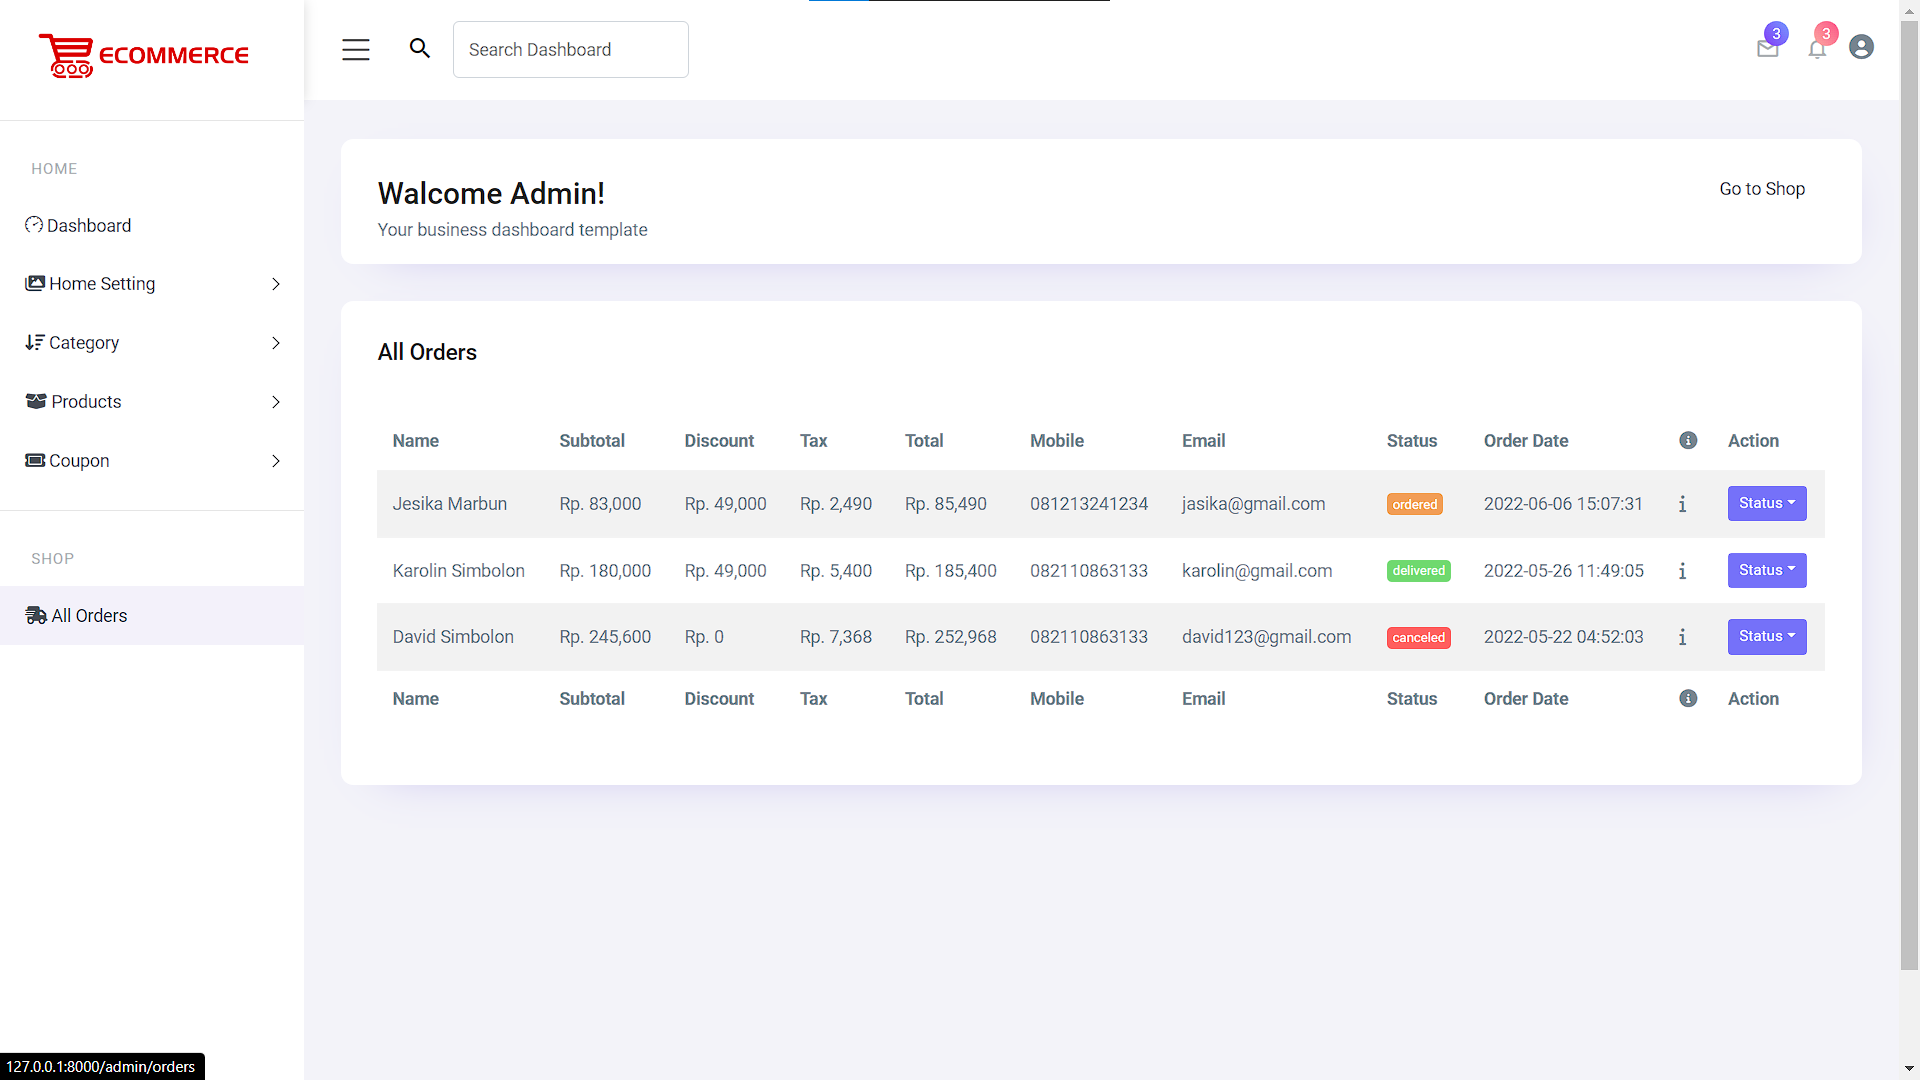 ECOMMERCE
Search Dashboard
3
3
HOME
Dashboard
Home Setting
Category
Products
Coupon
SHOP
All Orders
Walcome Admin!
Go to Shop
Your business dashboard template
All Orders
Name Subtotal Discount Tax Total Mobile Email Status Order Date Action
Jesika Marbun Rp. 83,000 Rp. 49,000 Rp. 2,490 Rp. 85,490 081213241234 jasika@gmail.com ordered 2022-06-06 15:07:31 Status
Karolin Simbolon Rp. 180,000 Rp. 49,000 Rp. 5,400 Rp. 185,400 082110863133 karolin@gmail.com delivered 2022-05-26 11:49:05 Status
David Simbolon Rp. 245,600 Rp. 0 Rp. 7,368 Rp. 252,968 082110863133 david123@gmail.com canceled 2022-05-22 04:52:03 Status
Name Subtotal Discount Tax Total Mobile Email Status Order Date Action
127.0.0.1:8000/admin/orders